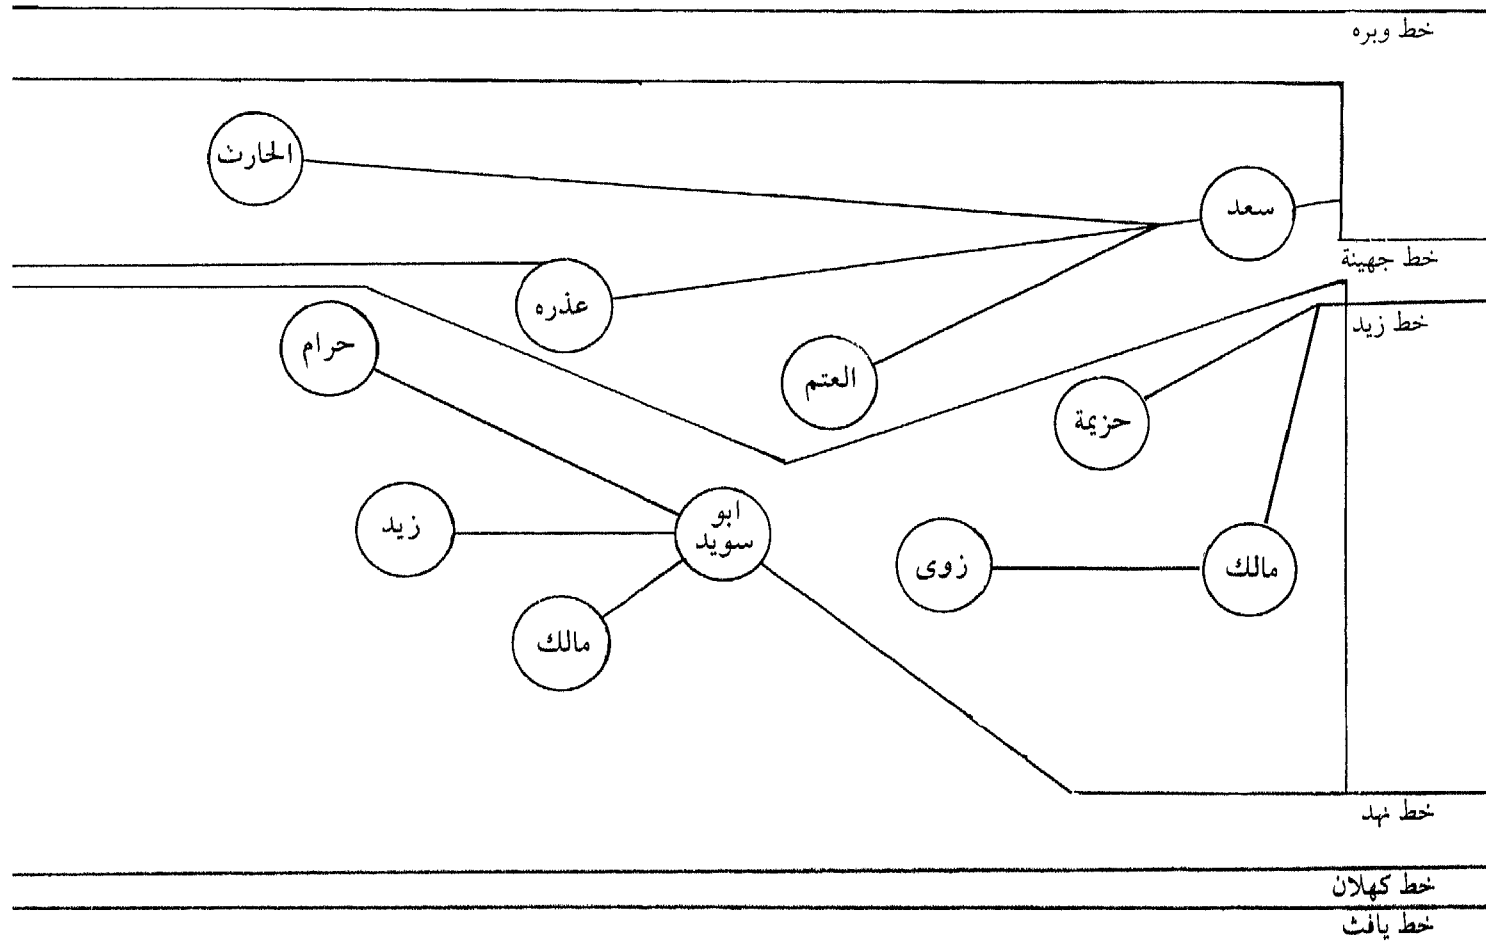 خط وبره
الحارث
سعد
خط جهينة
عذره
خط زيد
حرام
العتم
حزيمة
ابو
سويد
زيد
زوى
مالك
مالك
خط نهد
خط كهلان
خط يافث